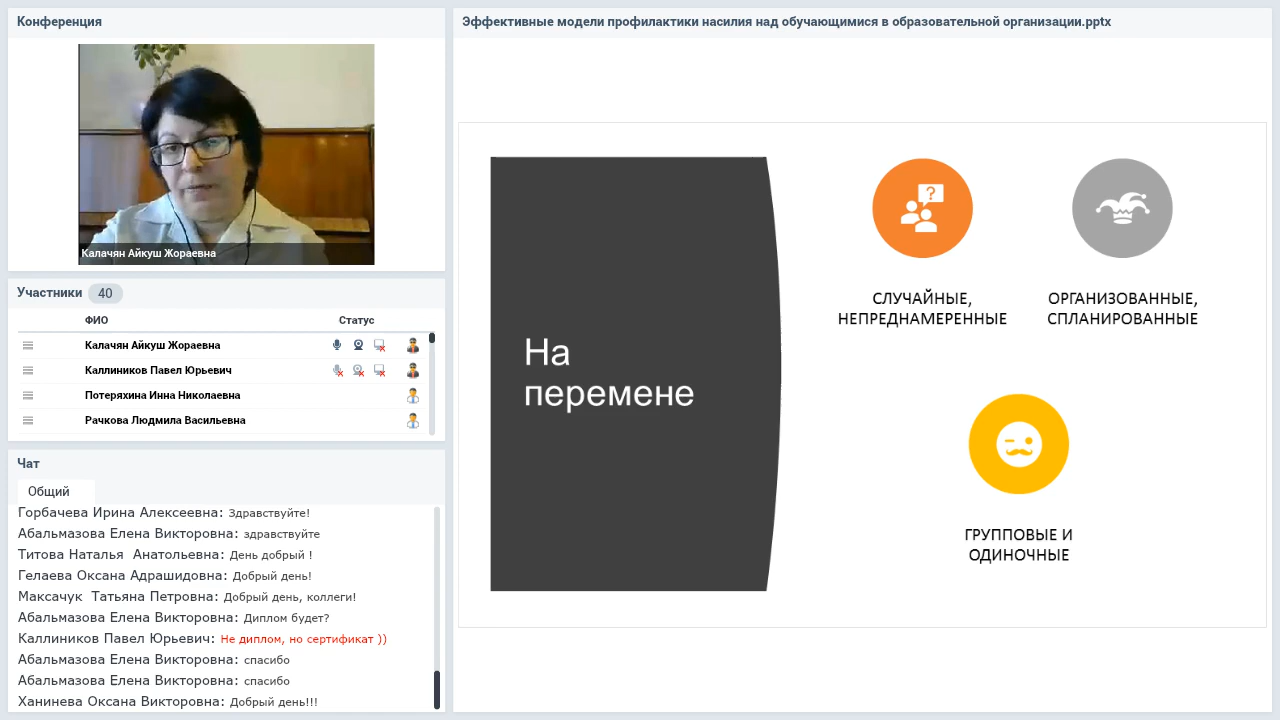 Конференция
Калачян Айкуш Жораевна
Участники 40
ФИО Статус
Калачян Айкуш Жораевна
Каллиников Павел Юрьевич
Потеряхина Инна Николаевна
Рачкова Людмила Васильевна
Чат
Общий
Горбачева Ирина Алексеевна: Здравствуйте!
Абальмазова Елена Викторовна: здравствуйте
Титова Наталья Анатольевна: День добрый !
Гелаева Оксана Адрашидовна: Добрый день!
Максачук Татьяна Петровна: Добрый день, коллеги!
Абальмазова Елена Викторовна: Диплом будет?
Каллиников Павел Юрьевич: Не диплом, но сертификат ))
Абальмазова Елена Викторовна: спасибо
Абальмазова Елена Викторовна: спасибо
Ханинева Оксана Викторовна: Добрый день!!!
Эффективные модели профилактики насилия над обучающимися в образовательной организации.pptx
На
перемене
?
СЛУЧАЙНЫЕ,
НЕПРЕДНАМЕРЕННЫЕ
ОРГАНИЗОВАННЫЕ,
СПЛАНИРОВАННЫЕ
ГРУППОВЫЕ И
ОДИНОЧНЫЕ